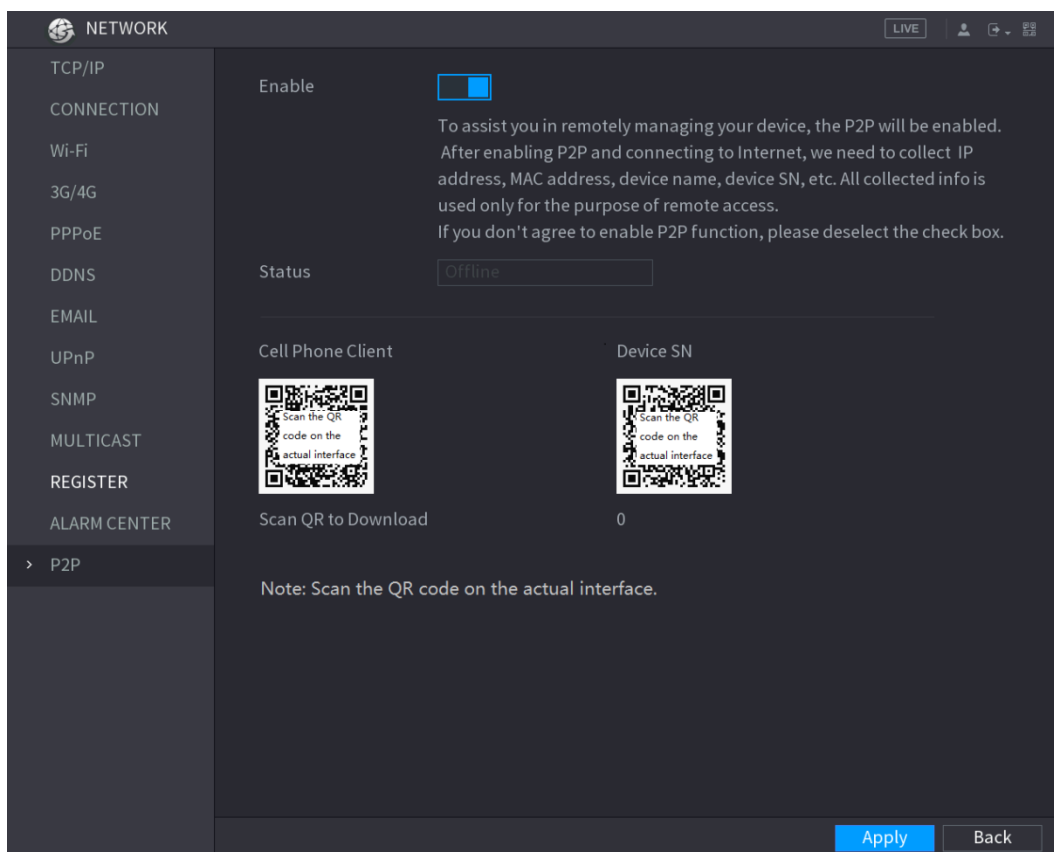 NETWORK
LIVE
TCP/IP
CONNECTION
Wi-Fi
3G/4G
PPPoE
DDNS
EMAIL
UPnP
SNMP
MULTICAST
REGISTER
ALARM CENTER
P2P
Enable
To assist you in remotely managing your device, the P2P will be enabled.
After enabling P2P and connecting to Internet, we need to collect IP
address, MAC address, device name, device SN, etc. All collected info is
used only for the purpose of remote access.
If you don't agree to enable P2P function, please deselect the check box.
Status
Offline
Cell Phone Client
Device SN
Scan the QR
code on the
actual interface
Scan the QR
code on the
actual interface
Scan QR to Download
0
Note: Scan the QR code on the actual interface.
Apply
Back